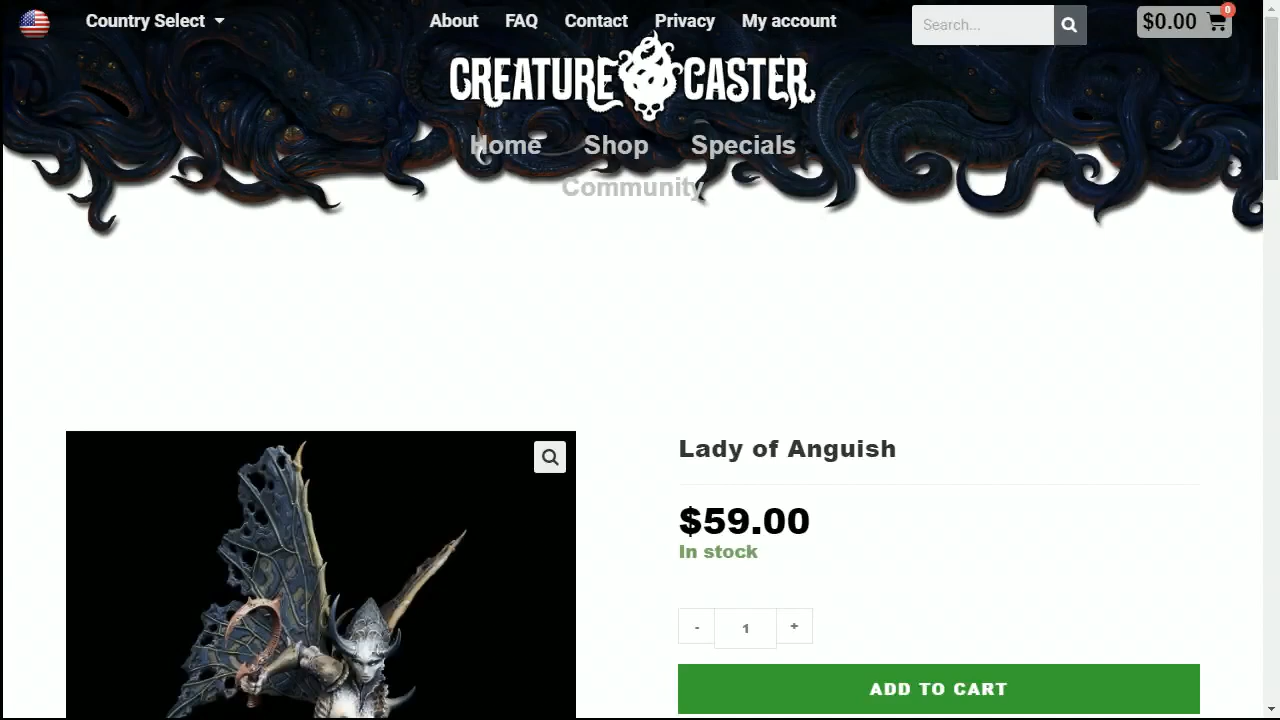 Country Select
About FAQ Contact Privacy My account
Search...
$0.00
0
CREATURE CASTER
Home Shop Specials
Community
Lady of Anguish
$59.00
In stock
- 1 +
ADD TO CART